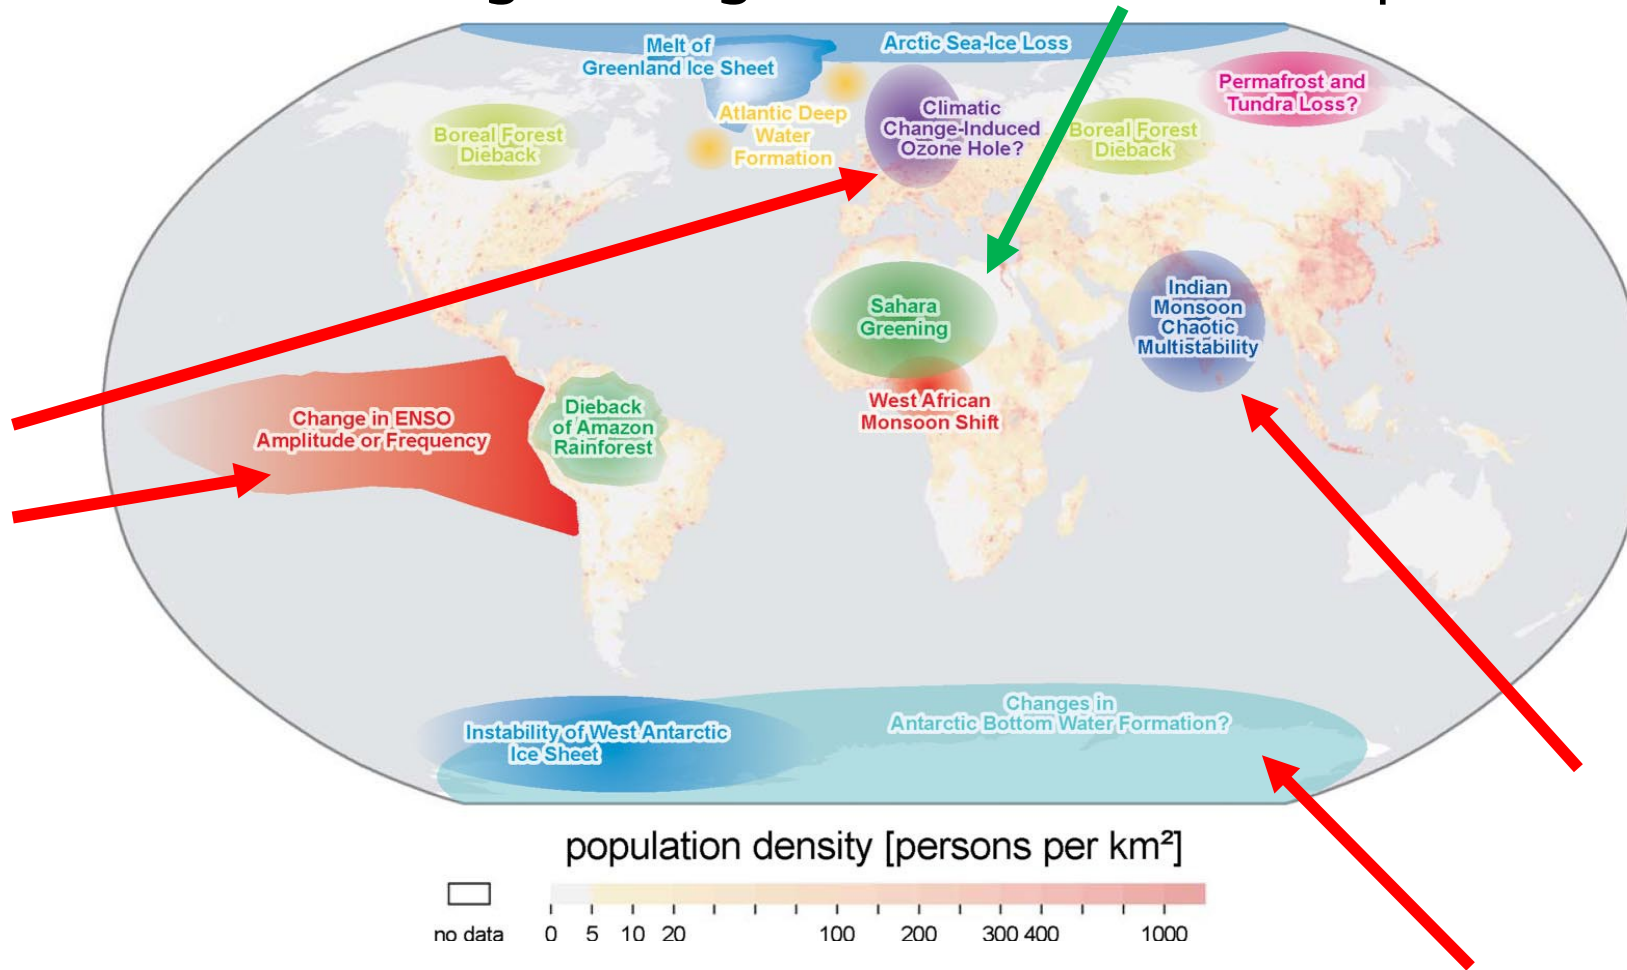 Melt of
Greenland Ice Sheet
Arctic Sea-Ice Loss
Permafrost and
Tundra Loss?
Atlantic Deep
Water
Formation
Climatic
Change-Induced
Ozone Hole?
Boreal Forest
Dieback
Boreal Forest
Dieback
Sahara
Greening
Indian
Monsoon
Chaotic
Multistability
West African
Monsoon Shift
Change in ENSO
Amplitude or Frequency
Dieback
of Amazon
Rainforest
Changes in
Antarctic Bottom Water Formation?
Instability of West Antarctic
Ice Sheet
population density [persons per km²]
no data 0 5 10 20 100 200 300 400 1000